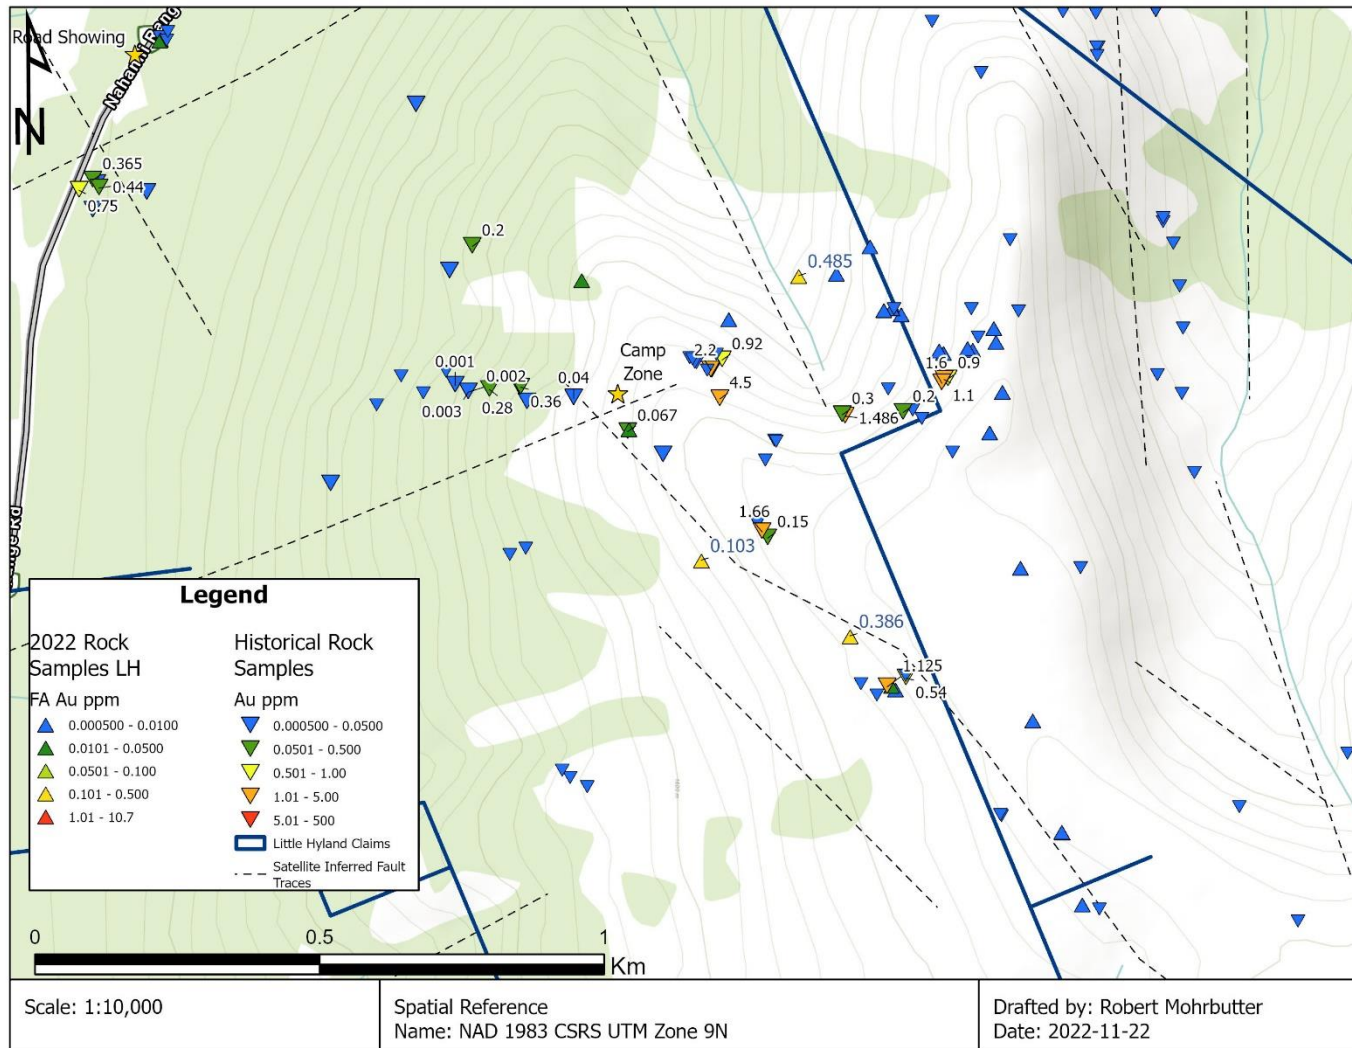 Road Showing
Nahanni Rang
N
0.365
0.44
0.75
0.2
0.485
0.001
0.002
0.04
Camp
Zone
2.2
0.92
4.5
0.003
0.28
0.36
0.067
1.6
0.9
1.1
0.3
0.2
1.486
1.66
0.15
0.103
0.386
1.125
0.54
nge Rd
Legend
2022 Rock
Samples LH
FA Au ppm
0.000500 - 0.0100
0.0101 - 0.0500
0.0501 - 0.100
0.101 - 0.500
1.01 - 10.7
Historical Rock
Samples
Au ppm
0.000500 - 0.0500
0.0501 - 0.500
0.501 - 1.00
1.01 - 5.00
5.01 - 500
Little Hyland Claims
Satellite Inferred Fault
Traces
0
0.5
1
Km
Scale: 1:10,000
Spatial Reference
Name: NAD 1983 CSRS UTM Zone 9N
Drafted by: Robert Mohrbutter
Date: 2022-11-22